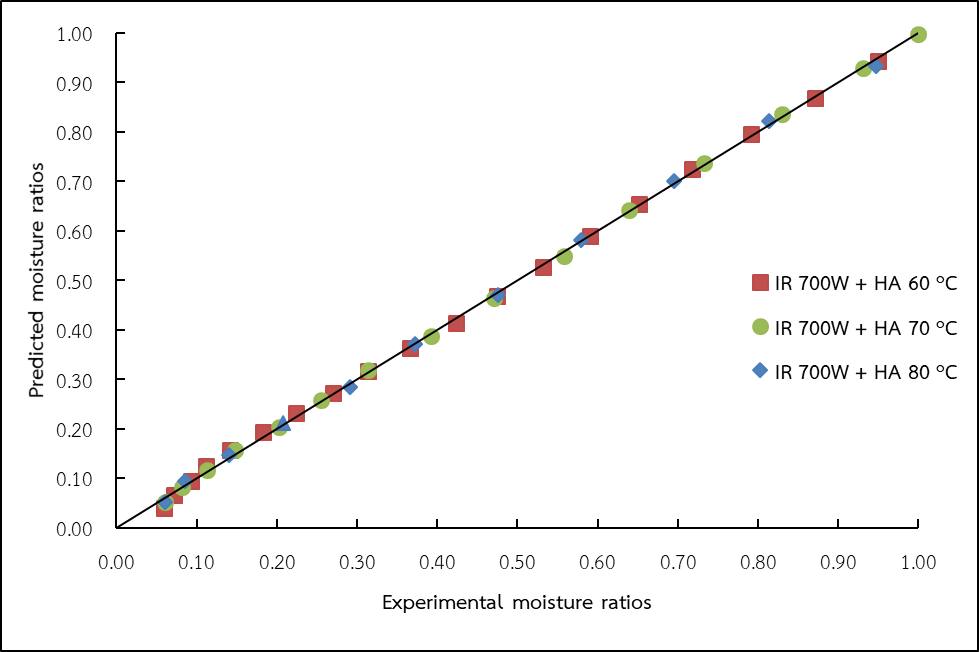 1.00
0.90
0.80
0.70
0.60
0.50
0.40
0.30
0.20
0.10
0.00
Predicted moisture ratios
IR 700W + HA 60 °C
IR 700W + HA 70 °C
IR 700W + HA 80 °C
0.00 0.10 0.20 0.30 0.40 0.50 0.60 0.70 0.80 0.90 1.00
Experimental moisture ratios